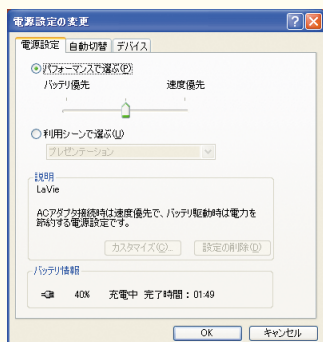 電源設定の変更
電源設定 自動切替 デバイス
パフォーマンスで選ぶ(P)
バッテリ優先 速度優先
利用シーンで選ぶ(U)
プレゼンテーション
説明
LaVie
ACアダプタ接続時は速度優先で、バッテリ駆動時は電力を
節約する電源設定です。
カスタマイズ(C)... 設定の削除(D)
バッテリ情報
40% 充電中 完了時間：01:49
OK キャンセル